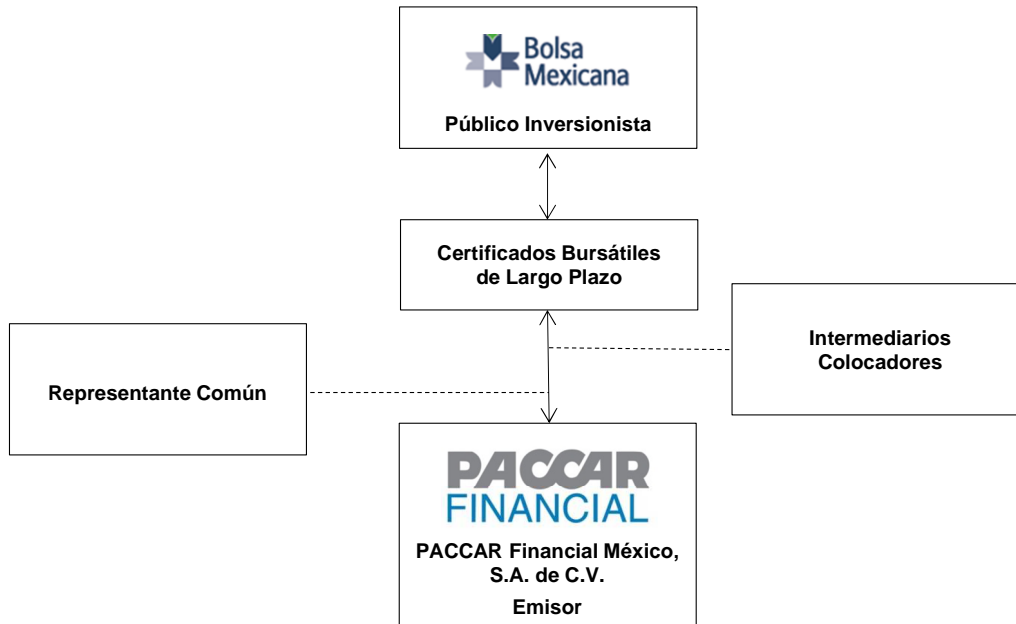 Bolsa
Mexicana
Público Inversionista
Certificados Bursátiles
de Largo Plazo
Intermediarios
Colocadores
Representante Común
PACCAR
FINANCIAL
PACCAR Financial México,
S.A. de C.V.
Emisor